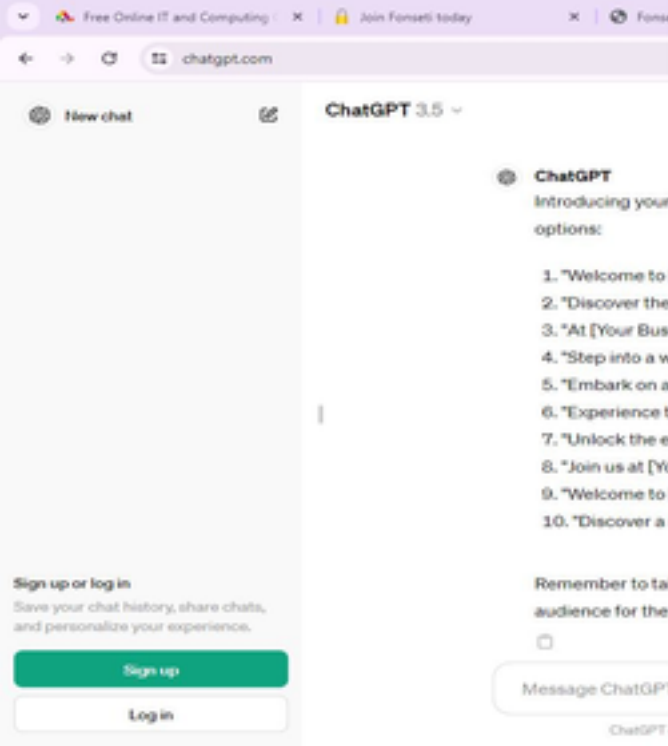 Free Online IT and Computing
Join Fonseti today
Fonse
chatgpt.com
New chat
ChatGPT 3.5
ChatGPT
Introducing your
options:
1. "Welcome to
2. "Discover the
3. "At [Your Bus
4. "Step into a w
5. "Embark on a
6. "Experience t
7. "Unlock the e
8. "Join us at [Yo
9. "Welcome to
10. "Discover a
Remember to ta
audience for the
Sign up or log in
Save your chat history, share chats,
and personalize your experience.
Sign up
Log in
Message ChatGPT
ChatGPT